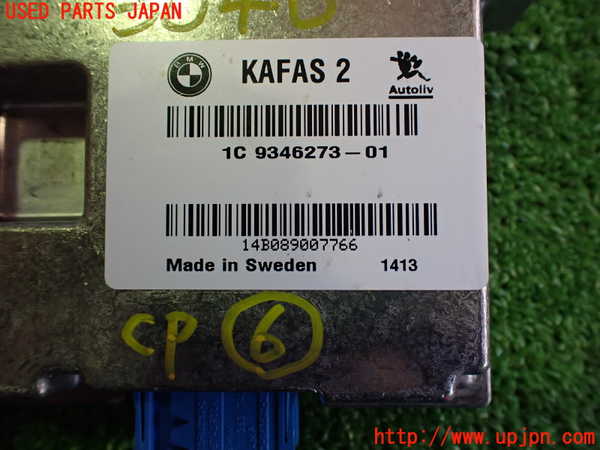 USED PARTS JAPAN
BMW
KAFAS 2
Autoliv
1C 9346273-01
14B089007766
Made in Sweden 1413
CP 6
http://www.upjpn.com/